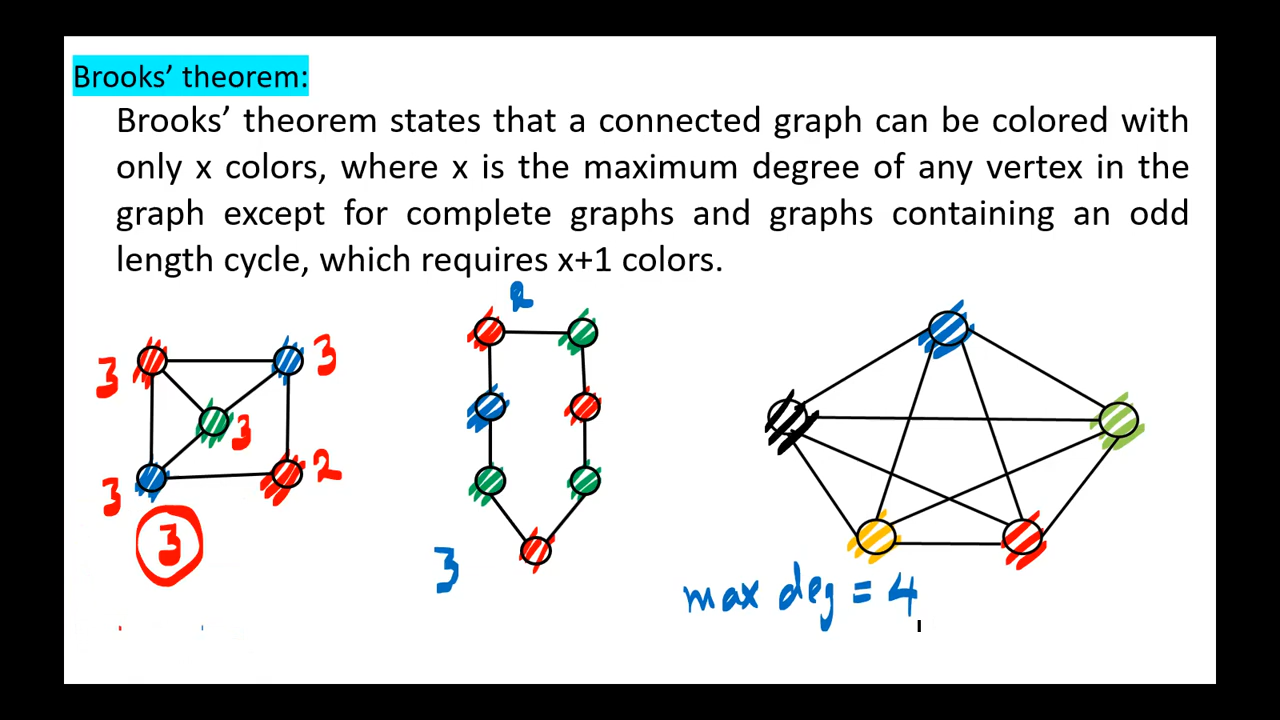 Brooks’ theorem:
Brooks’ theorem states that a connected graph can be colored with
only x colors, where x is the maximum degree of any vertex in the
graph except for complete graphs and graphs containing an odd
length cycle, which requires x+1 colors.
2
3
3
3
3
2
3
3
max deg = 4